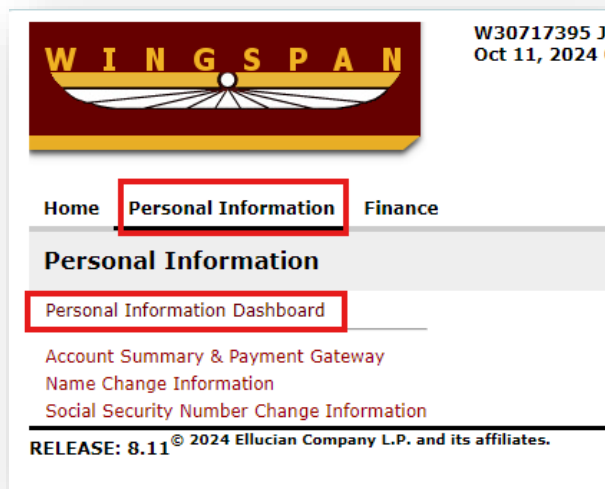 WINGSPAN
W30717395 J
Oct 11, 2024
Home Personal Information Finance
Personal Information
Personal Information Dashboard
Account Summary & Payment Gateway
Name Change Information
Social Security Number Change Information
RELEASE: 8.11© 2024 Ellucian Company L.P. and its affiliates.